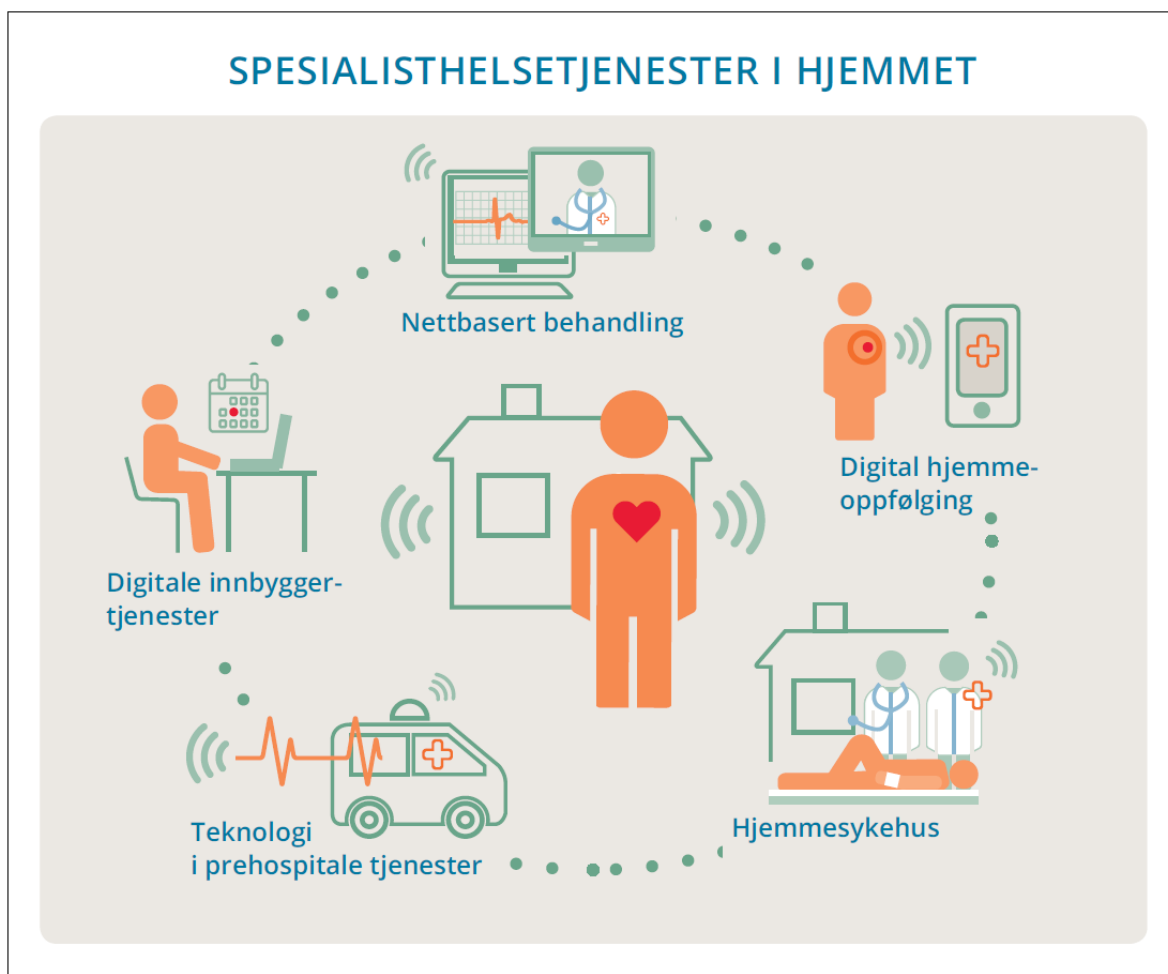 SPESIALISTHELSETJENESTER I HJEMMET
Nettbasert behandling
Digital hjemme-
oppfølging
Digitale innbygger-
tjenester
Hjemmesykehus
Teknologi
i prehospitale tjenester